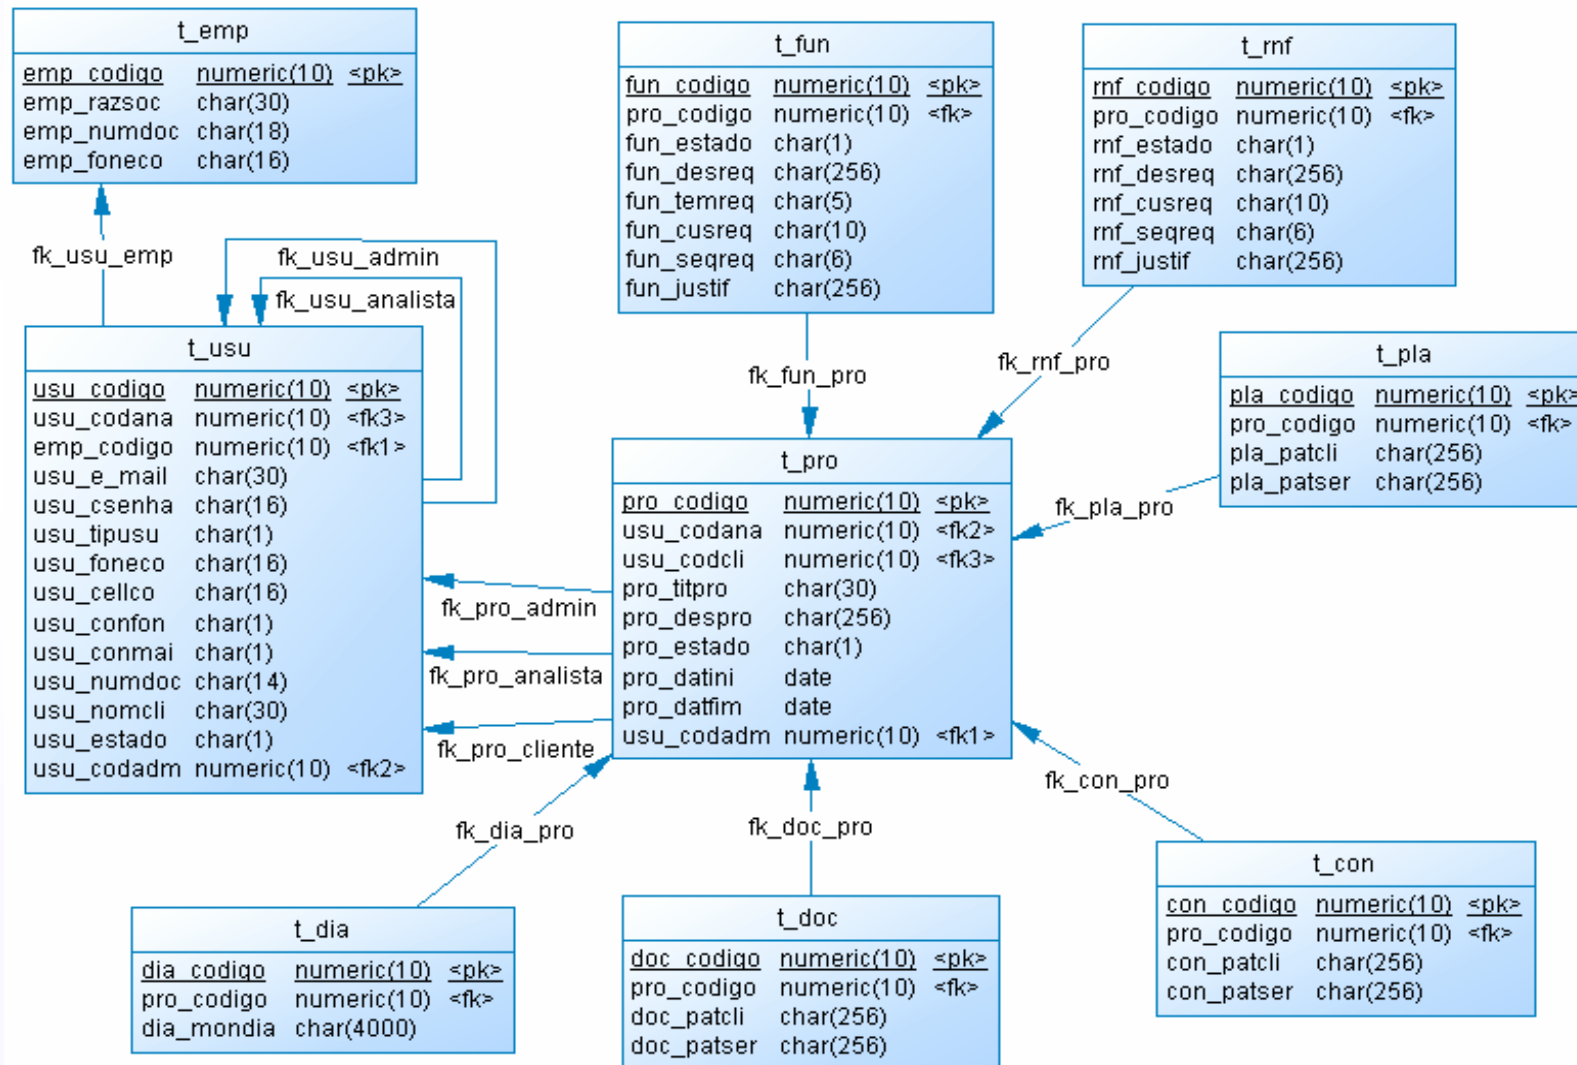 t_emp
emp_codigo numeric(10) <pk>
emp_razsoc char(30)
emp_numdoc char(18)
emp_foneco char(16)
t_fun
fun_codigo numeric(10) <pk>
pro_codigo numeric(10) <fk>
fun_estado char(1)
fun_desreq char(256)
fun_temreq char(5)
fun_cusreq char(10)
fun_seqreq char(6)
fun_justif char(256)
t_rnf
rnf_codigo numeric(10) <pk>
pro_codigo numeric(10) <fk>
rnf_estado char(1)
rnf_desreq char(256)
rnf_cusreq char(10)
rnf_seqreq char(6)
rnf_justif char(256)
fk_usu_emp
fk_usu_admin
fk_usu_analista
fk_fun_pro
fk_rnf_pro
t_usu
usu_codigo numeric(10) <pk>
usu_codana numeric(10) <fk3>
emp_codigo numeric(10) <fk1>
usu_e_mail char(30)
usu_csenha char(16)
usu_tipusu char(1)
usu_foneco char(16)
usu_cellco char(16)
usu_confon char(1)
usu_conmai char(1)
usu_numdoc char(14)
usu_nomcli char(30)
usu_estado char(1)
usu_codadm numeric(10) <fk2>
t_pla
pla_codigo numeric(10) <pk>
pro_codigo numeric(10) <fk>
pla_patcli char(256)
pla_patser char(256)
fk_pla_pro
t_pro
pro_codigo numeric(10) <pk>
usu_codana numeric(10) <fk2>
usu_codcli numeric(10) <fk3>
pro_titpro char(30)
pro_despro char(256)
pro_estado char(1)
pro_datini date
pro_datfim date
usu_codadm numeric(10) <fk1>
fk_pro_admin
fk_pro_analista
fk_pro_cliente
fk_dia_pro
fk_doc_pro
fk_con_pro
t_dia
dia_codigo numeric(10) <pk>
pro_codigo numeric(10) <fk>
dia_mondia char(4000)
t_doc
doc_codigo numeric(10) <pk>
pro_codigo numeric(10) <fk>
doc_patcli char(256)
doc_patser char(256)
t_con
con_codigo numeric(10) <pk>
pro_codigo numeric(10) <fk>
con_patcli char(256)
con_patser char(256)